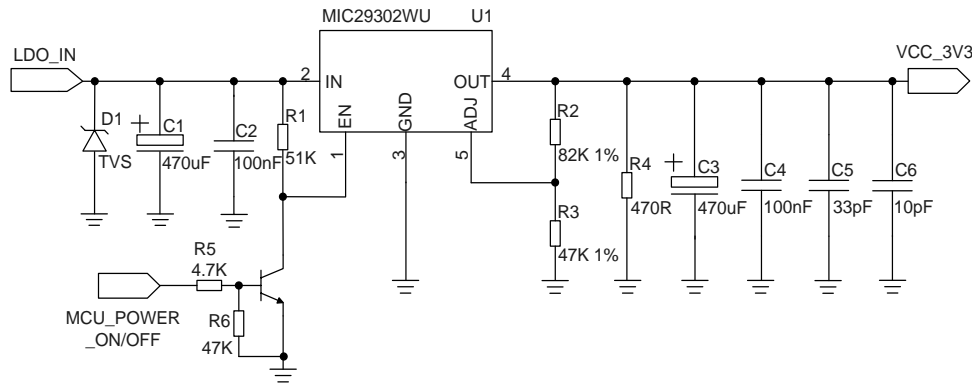 MIC29302WU U1
LDO_IN
VCC_3V3
2 IN
OUT 4
EN
GND
ADJ
1
3
5
D1
TVS
C1
470uF
C2
100nF
R1
51K
R2
82K 1%
R3
47K 1%
R4
470R
C3
470uF
C4
100nF
C5
33pF
C6
10pF
R5
4.7K
MCU_POWER
_ON/OFF
R6
47K
+
+